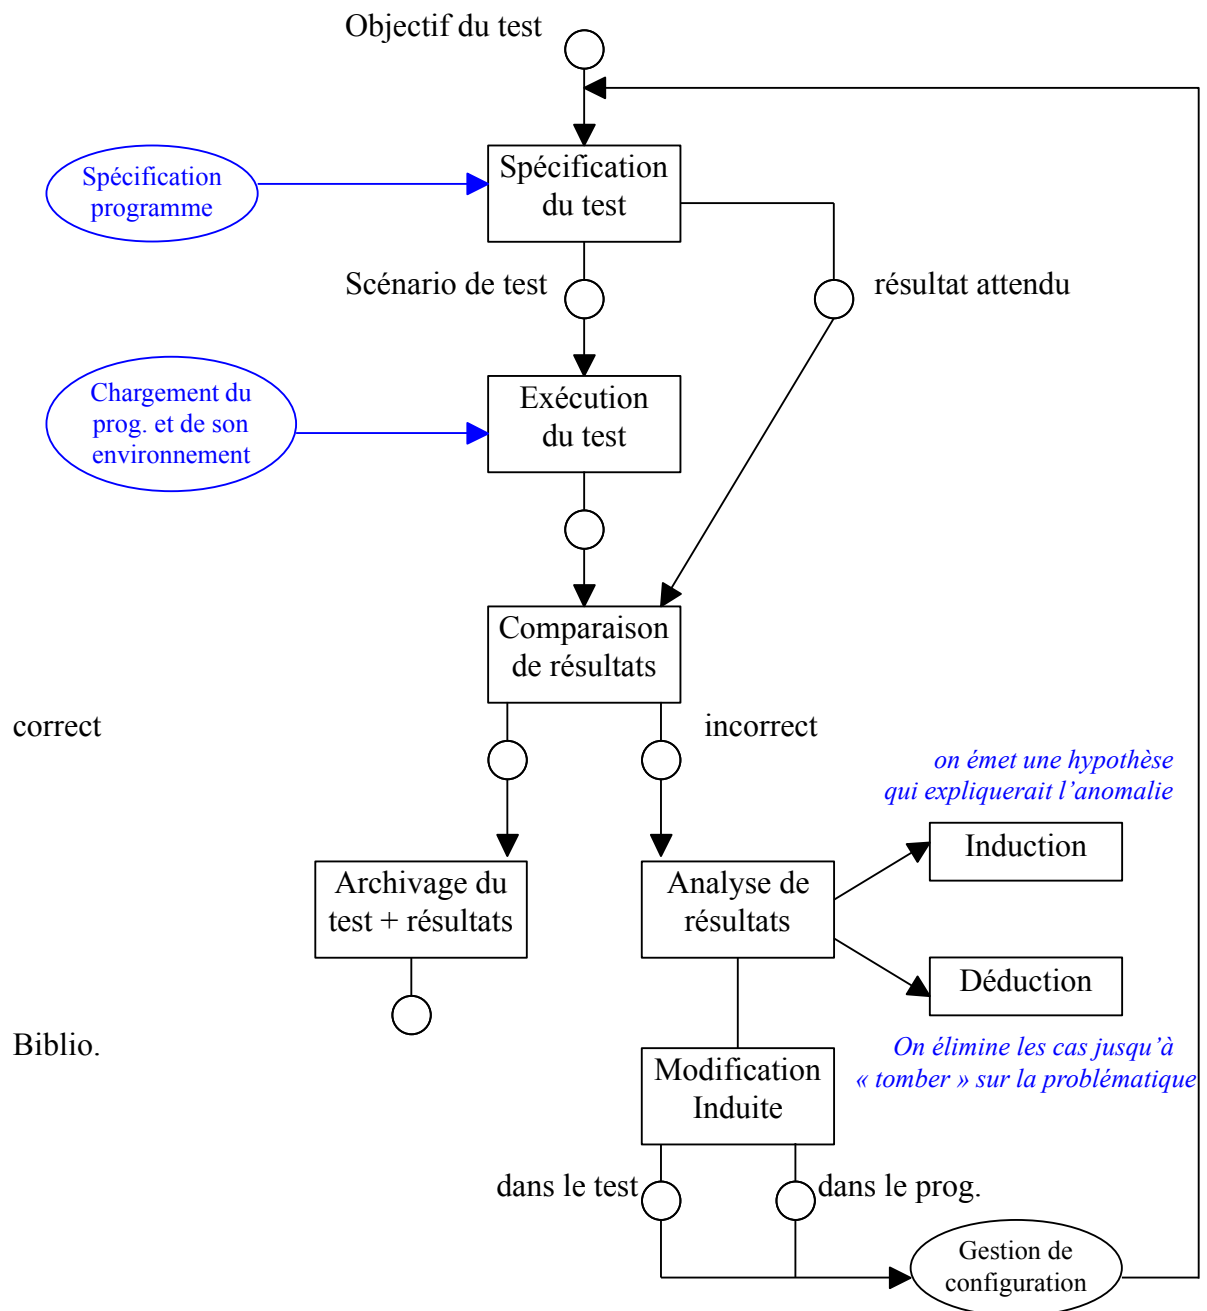 Objectif du test
Spécification
programme
Spécification
du test
Scénario de test
résultat attendu
Chargement du
prog. et de son
environnement
Exécution
du test
Comparaison
de résultats
correct
incorrect
on émet une hypothèse
qui expliquerait l’anomalie
Induction
Archivage du
test + résultats
Analyse de
résultats
Déduction
Biblio.
On élimine les cas jusqu’à
« tomber » sur la problématique
Modification
Induite
dans le test
dans le prog.
Gestion de
configuration